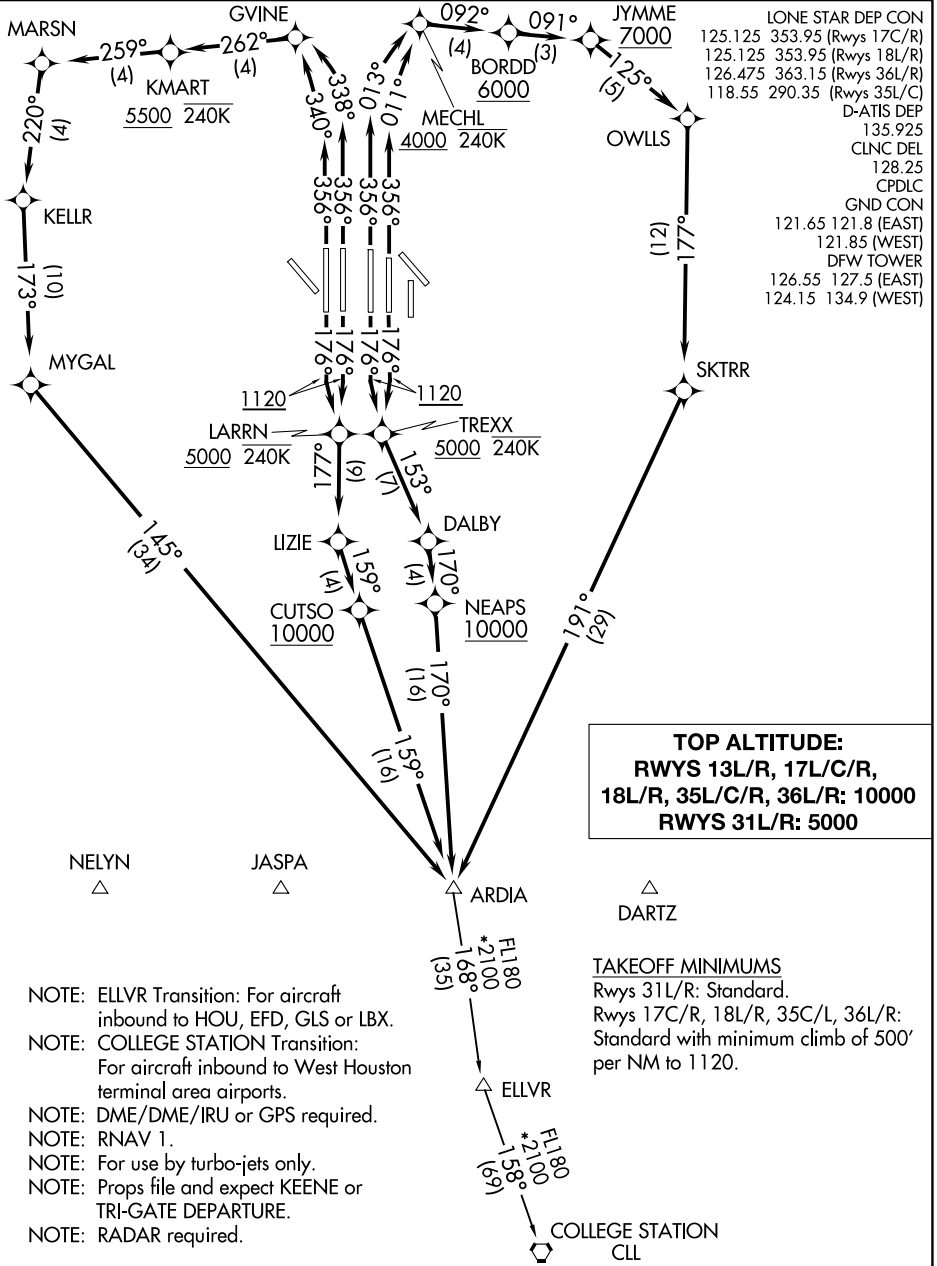 MARSN
259°
(4)
KMART
5500 240K
262°
(4)
GVINE
220°
(4)
KELLR
173°
(10)
MYGAL
145°
(34)
338°
340°
013°
011°
356°
356°
356°
356°
MECHL
4000 240K
092°
(4)
BORDD
6000
091°
(3)
JYMME
7000
125°
(5)
OWLLS
177°
(12)
SKTRR
191°
(29)
LONE STAR DEP CON
125.125 353.95 (Rwys 17C/R)
125.125 353.95 (Rwys 18L/R)
126.475 363.15 (Rwys 36L/R)
118.55 290.35 (Rwys 35L/C)
D-ATIS DEP
135.925
CLNC DEL
128.25
CPDLC
GND CON
121.65 121.8 (EAST)
121.85 (WEST)
DFW TOWER
126.55 127.5 (EAST)
124.15 134.9 (WEST)
176°
176°
176°
176°
1120
1120
LARRN
5000 240K
TREXX
5000 240K
177°
(9)
153°
(7)
LIZIE
159°
(4)
CUTSO
10000
DALBY
170°
(4)
NEAPS
10000
159°
(16)
170°
(16)
TOP ALTITUDE:
RWYS 13L/R, 17L/C/R,
18L/R, 35L/C/R, 36L/R: 10000
RWYS 31L/R: 5000
NELYN
JASPA
ARDIA
DARTZ
FL180
*2100
168°
(35)
ELLVR
FL180
*2100
158°
(69)
COLLEGE STATION
CLL
TAKEOFF MINIMUMS
Rwys 31L/R: Standard.
Rwys 17C/R, 18L/R, 35C/L, 36L/R:
Standard with minimum climb of 500'
per NM to 1120.
NOTE: ELLVR Transition: For aircraft
inbound to HOU, EFD, GLS or LBX.
NOTE: COLLEGE STATION Transition:
For aircraft inbound to West Houston
terminal area airports.
NOTE: DME/DME/IRU or GPS required.
NOTE: RNAV 1.
NOTE: For use by turbo-jets only.
NOTE: Props file and expect KEENE or
TRI-GATE DEPARTURE.
NOTE: RADAR required.